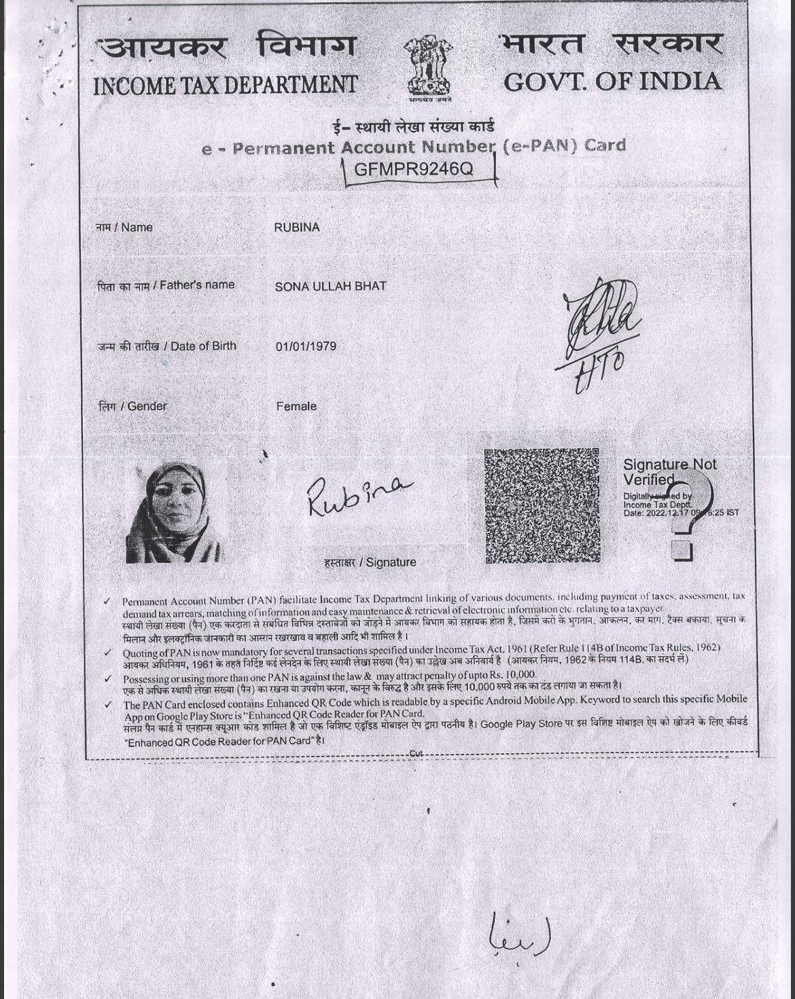 आयकर विभाग
INCOME TAX DEPARTMENT
सत्यमेव जयते
भारत सरकार
GOVT. OF INDIA
ई- स्थायी लेखा संख्या कार्ड
e - Permanent Account Number (e-PAN) Card
GFMPR9246Q
नाम / Name RUBINA
पिता का नाम / Father's name SONA ULLAH BHAT
जन्म की तारीख / Date of Birth 01/01/1979
HTO
लिंग / Gender Female
Rubina
हस्ताक्षर / Signature
Signature Not
Verified
Digitally signed by
Income Tax Deptt.
Date: 2022.12.17 :25 IST
✓ Permanent Account Number (PAN) facilitate Income Tax Department linking of various documents, including payment of taxes, assessment, tax
demand tax arrears, matching of information and easy maintenance & retrieval of electronic information etc. relating to a taxpayer.
स्थायी लेखा संख्या (पैन) एक करदाता से संबंधित विभिन्न दस्तावेजों को जोड़ने में आयकर विभाग को सहायक होता है, जिसमें करों के भुगतान, आकलन, कर मांग, टैक्स बकाया, सूचना के
मिलान और इलक्ट्रॉनिक जानकारी का आसान रखरखाव व बहाली आदि भी शामिल है ।
✓ Quoting of PAN is now mandatory for several transactions specified under Income Tax Act, 1961 (Refer Rule 114B of Income Tax Rules, 1962)
आयकर अधिनियम, 1961 के तहत निर्दिष्ट कई लेनदेन के लिए स्थायी लेखा संख्या (पैन) का उल्लेख अब अनिवार्य है (आयकर नियम, 1962 के नियम 114B, का संदर्भ लें)
✓ Possessing or using more than one PAN is against the law & may attract penalty of upto Rs. 10,000.
एक से अधिक स्थायी लेखा संख्या (पैन) का रखना या उपयोग करना, कानून के विरुद्ध है और इसके लिए 10,000 रुपये तक का दंड लगाया जा सकता है।
✓ The PAN Card enclosed contains Enhanced QR Code which is readable by a specific Android Mobile App. Keyword to search this specific Mobile
App on Google Play Store is "Enhanced QR Code Reader for PAN Card.
संलग्न पैन कार्ड में एनहान्स क्यूआर कोड शामिल है जो एक विशिष्ट एंड्रॉइड मोबाइल ऐप द्वारा पठनीय है। Google Play Store पर इस विशिष्ट मोबाइल ऐप को खोजने के लिए कीवर्ड
"Enhanced QR Code Reader for PAN Card" है।
Cut